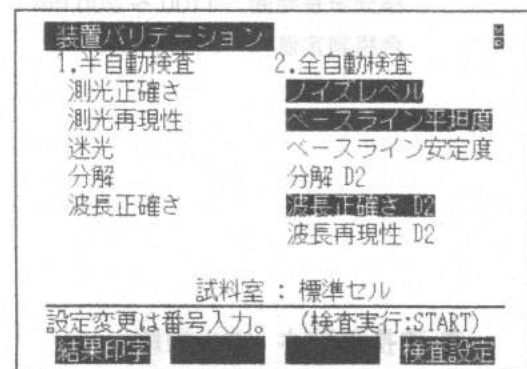 装置バリデーション
1.半自動検査 2.全自動検査
測光正確さ ノイズレベル
測光再現性 ベースライン平坦度
迷光 ベースライン安定度
分解 分解 D2
波長正確さ 波長正確さ D2
波長再現性 D2
試料室 : 標準セル
設定変更は番号入力。 (検査実行:START)
結果印字 検査設定